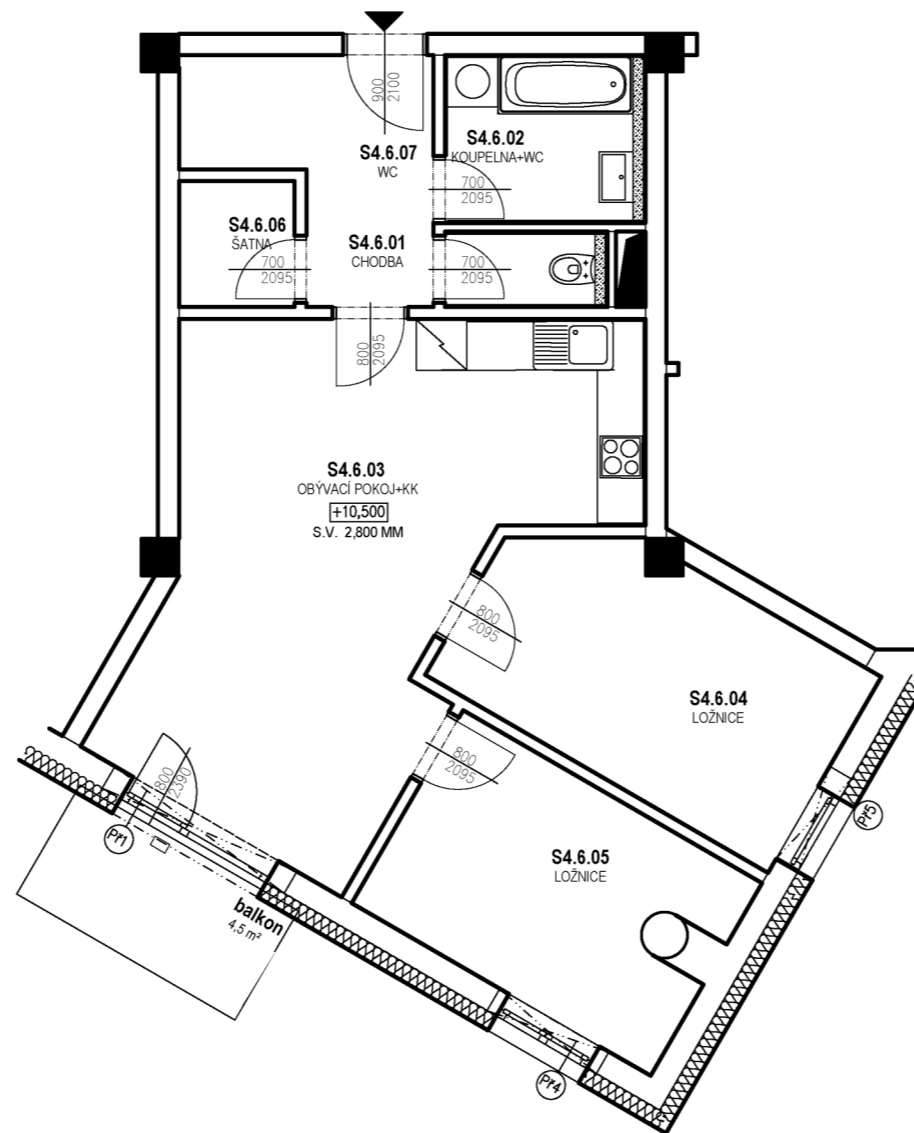 900
2100
S4.6.02
KOUPELNA+WC
S4.6.07
WC
700
2095
S4.6.06
ŠATNA
700
2095
S4.6.01
CHODBA
700
2095
800
2095
S4.6.03
OBÝVACÍ POKOJ+KK
+10,500
S.V. 2,800 MM
800
2095
S4.6.04
LOŽNICE
800
2095
800
2390
Př1
Př5
S4.6.05
LOŽNICE
balkon
4,5 m²
Př4